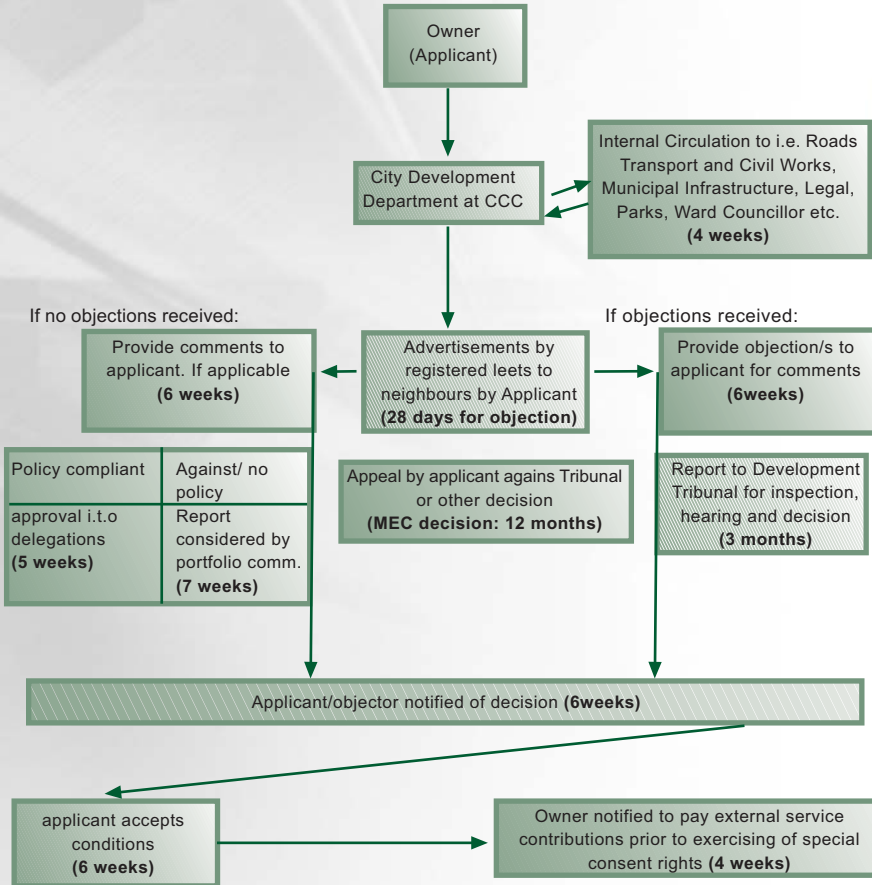 Owner
(Applicant)
City Development
Department at CCC
Internal Circulation to i.e. Roads
Transport and Civil Works,
Municipal Infrastructure, Legal,
Parks, Ward Councillor etc.
(4 weeks)
If no objections received:
Provide comments to
applicant. If applicable
(6 weeks)
Advertisements by
registered leets to
neighbours by Applicant
(28 days for objection)
If objections received:
Provide objection/s to
applicant for comments
(6weeks)
Policy compliant
Against/ no
policy
approval i.t.o
delegations
(5 weeks)
Report
considered by
portfolio comm.
(7 weeks)
Appeal by applicant agains Tribunal
or other decision
(MEC decision: 12 months)
Report to Development
Tribunal for inspection,
hearing and decision
(3 months)
Applicant/objector notified of decision (6weeks)
applicant accepts
conditions
(6 weeks)
Owner notified to pay external service
contributions prior to exercising of special
consent rights (4 weeks)